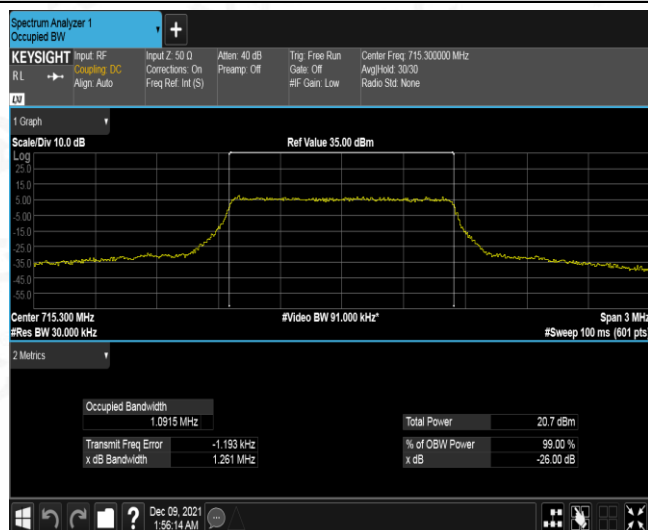 Spectrum Analyzer 1
Occupied BW
+
KEYSIGHT
RL
LXI
Input: RF
Coupling: DC
Align: Auto
Input Z: 50 Ω
Corrections: On
Freq Ref: Int (S)
Atten: 40 dB
Preamp: Off
Trig: Free Run
Gate: Off
#IF Gain: Low
Center Freq: 715.300000 MHz
Avg|Hold: 30/30
Radio Std: None
1 Graph
Scale/Div 10.0 dB
Ref Value 35.00 dBm
Log
25.0
15.0
5.00
-5.00
-15.0
-25.0
-35.0
-45.0
-55.0
Center 715.300 MHz
#Video BW 91.000 kHz*
Span 3 MHz
#Res BW 30.000 kHz
#Sweep 100 ms (601 pts)
2 Metrics
Occupied Bandwidth
1.0915 MHz
Total Power 20.7 dBm
Transmit Freq Error -1.193 kHz
% of OBW Power 99.00 %
x dB Bandwidth 1.261 MHz
x dB -26.00 dB
?
Dec 09, 2021
1:56:14 AM